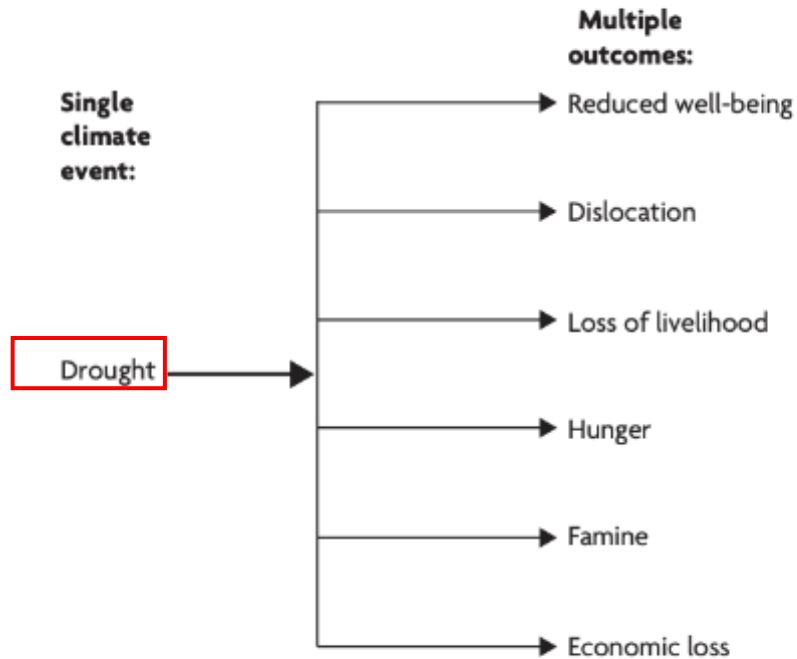 Multiple
outcomes:
Single
climate
event:
Reduced well-being
Dislocation
Loss of livelihood
Drought
Hunger
Famine
Economic loss